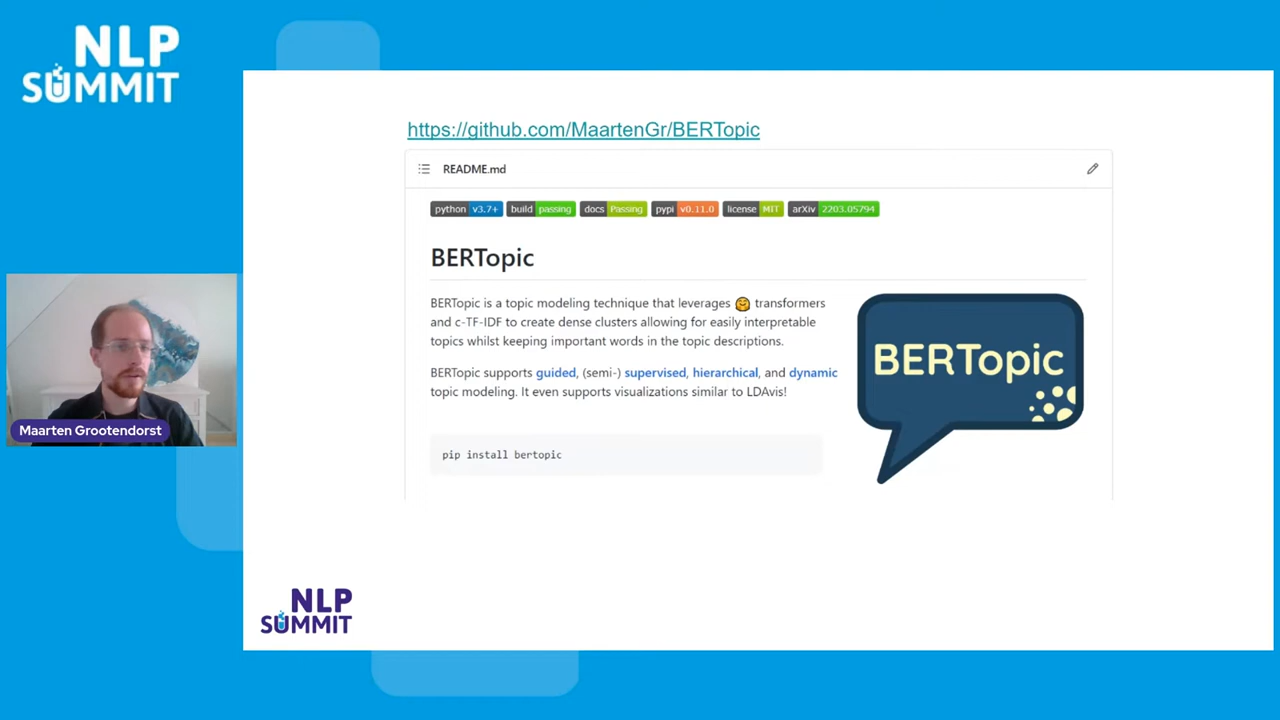 NLP
SUMMIT
https://github.com/MaartenGr/BERTopic
README.md
python v3.7+ build passing docs Passing pypi v0.11.0 license MIT arXiv 2203.05794
BERTopic
BERTopic is a topic modeling technique that leverages 🤗 transformers
and c-TF-IDF to create dense clusters allowing for easily interpretable
topics whilst keeping important words in the topic descriptions.
BERTopic supports guided, (semi-) supervised, hierarchical, and dynamic
topic modeling. It even supports visualizations similar to LDAvis!
pip install bertopic
BERTopic
Maarten Grootendorst
NLP
SUMMIT